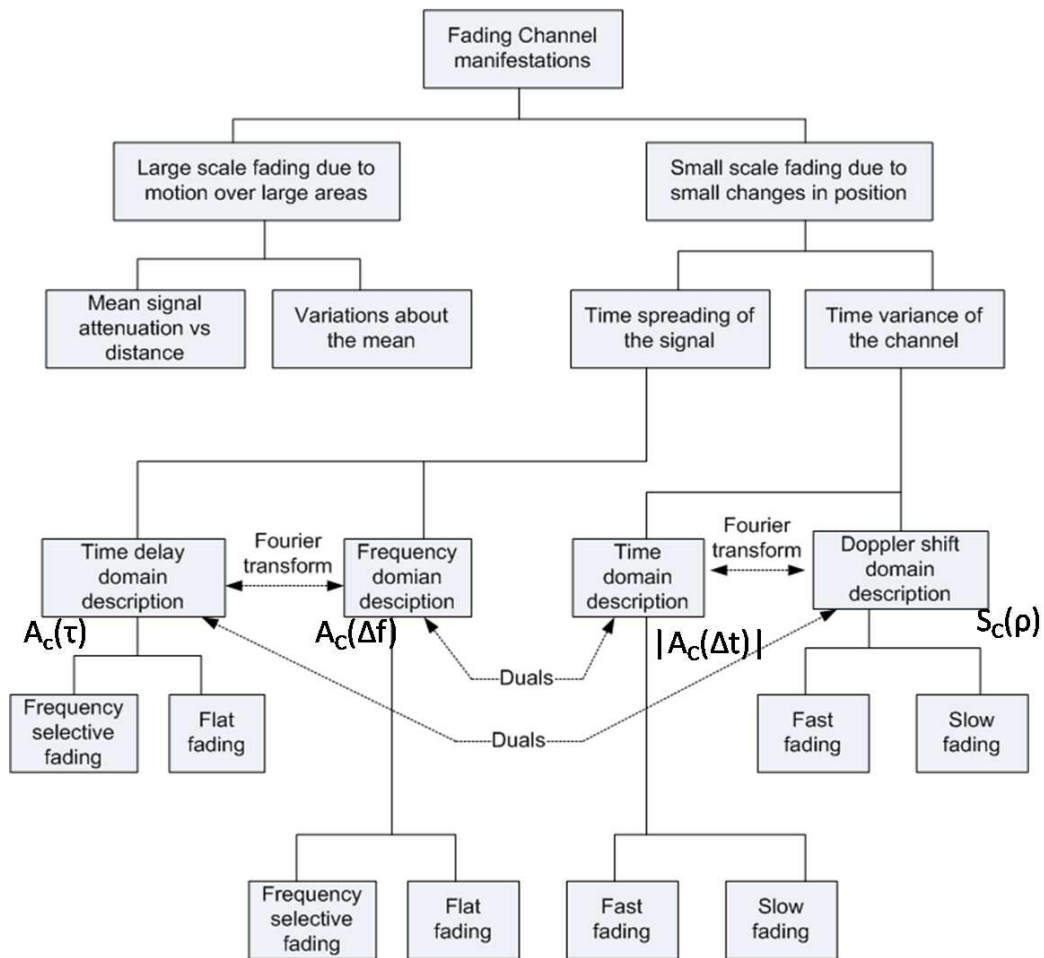 Fading Channel
manifestations
Large scale fading due to
motion over large areas
Small scale fading due to
small changes in position
Mean signal
attenuation vs
distance
Variations about
the mean
Time spreading of
the signal
Time variance of
the channel
Time delay
domain
description
Fourier
transform
Frequency
domian
desciption
Time
domain
description
Fourier
transform
Doppler shift
domain
description
A_c(τ)
A_c(Δf)
|A_c(Δt)|
S_c(ρ)
Duals
Duals
Frequency
selective
fading
Flat
fading
Fast
fading
Slow
fading
Frequency
selective
fading
Flat
fading
Fast
fading
Slow
fading